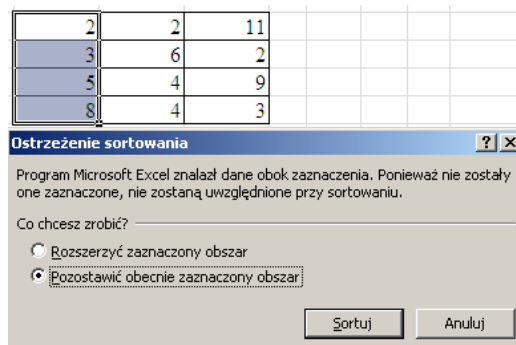 2 2 11
3 6 2
5 4 9
8 4 3
Ostrzeżenie sortowania
Program Microsoft Excel znalazł dane obok zaznaczenia. Ponieważ nie zostały
one zaznaczone, nie zostaną uwzględnione przy sortowaniu.
Co chcesz zrobić?
Rozszerzyć zaznaczony obszar
Pozostawić obecnie zaznaczony obszar
Sortuj Anuluj